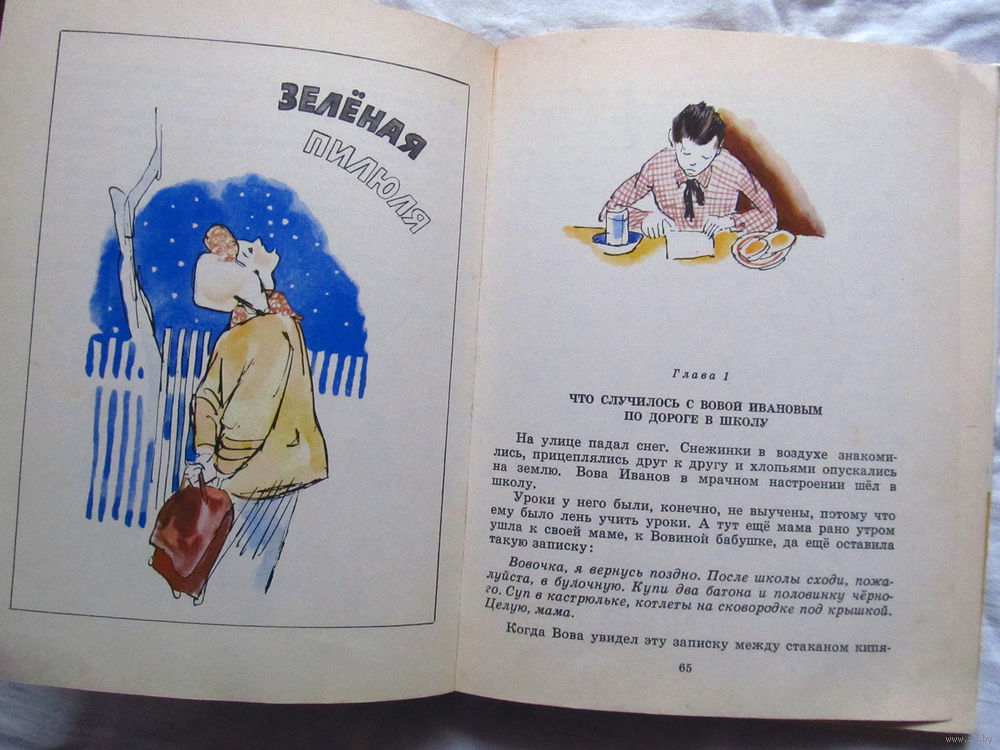 ЗЕЛЁНАЯ
ПИЛЮЛЯ
Глава 1
ЧТО СЛУЧИЛОСЬ С ВОВОЙ ИВАНОВЫМ
ПО ДОРОГЕ В ШКОЛУ
На улице падал снег. Снежинки в воздухе знакоми-
лись, прицеплялись друг к другу и хлопьями опускались
на землю. Вова Иванов в мрачном настроении шёл в
школу.
Уроки у него были, конечно, не выучены, потому что
ему было лень учить уроки. А тут ещё мама рано утром
ушла к своей маме, к Вовиной бабушке, да ещё оставила
такую записку:
Вовочка, я вернусь поздно. После школы сходи, пожа-
луйста, в булочную. Купи два батона и половинку чёрно-
го. Суп в кастрюльке, котлеты на сковородке под крышкой.
Целую, мама.
Когда Вова увидел эту записку между стаканом кипя-
65